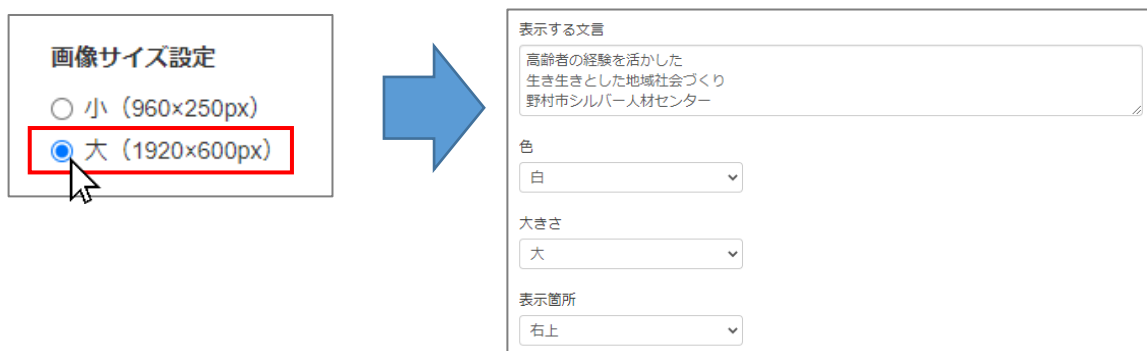 画像サイズ設定
小（960×250px）
大（1920×600px）
表示する文言
高齢者の経験を活かした
生き生きとした地域社会づくり
野村市シルバー人材センター
色
白
大きさ
大
表示箇所
右上